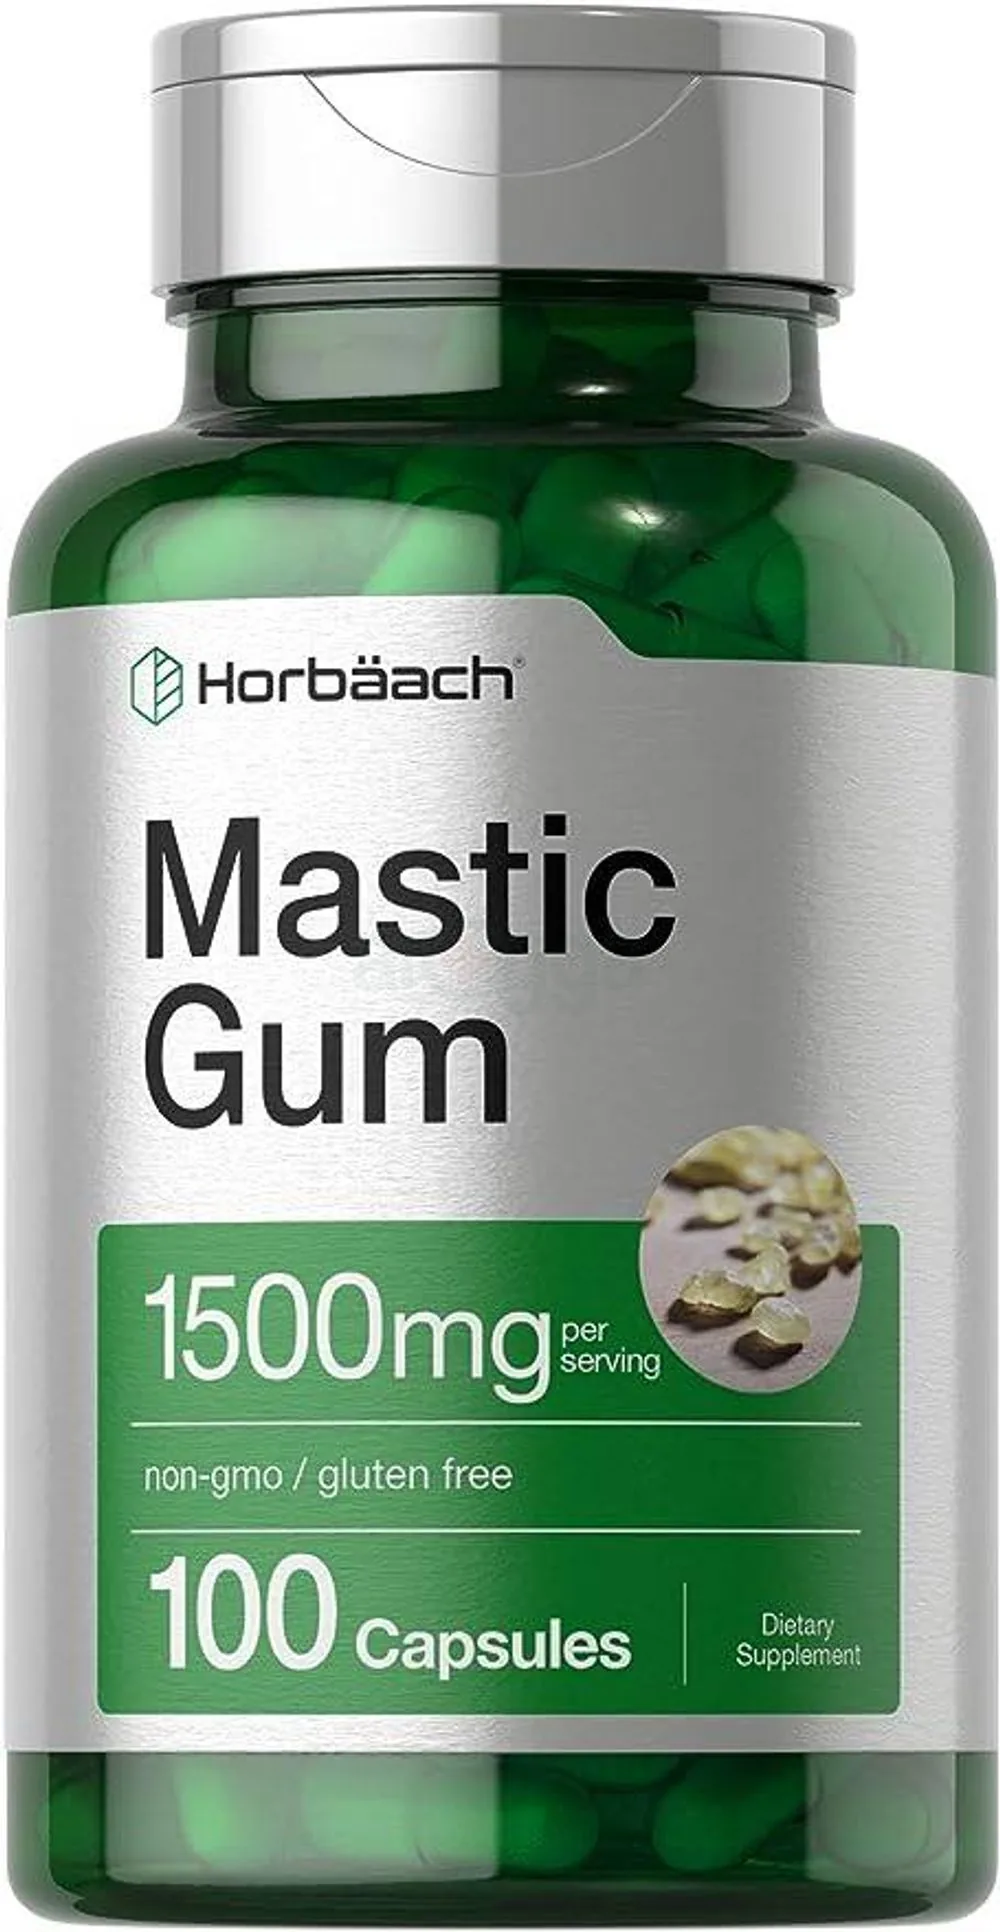 Horbäach®
Mastic
Gum
1500mg per serving
non-gmo / gluten free
100 Capsules
Dietary
Supplement